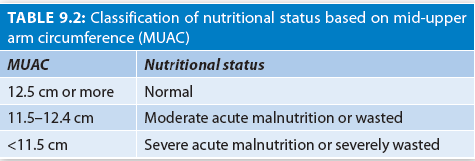 TABLE 9.2: Classification of nutritional status based on mid-upper
arm circumference (MUAC)
MUAC Nutritional status
12.5 cm or more Normal
11.5–12.4 cm Moderate acute malnutrition or wasted
<11.5 cm Severe acute malnutrition or severely wasted